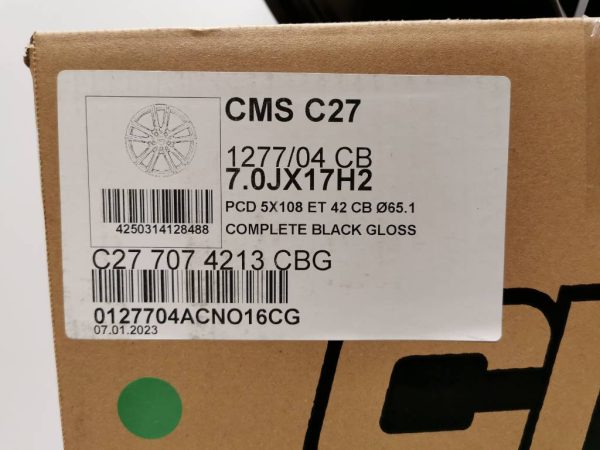 CMS C27
1277/04 CB
7.0JX17H2
PCD 5X108 ET 42 CB Ø65.1
4250314128488
COMPLETE BLACK GLOSS
C27 707 4213 CBG
0127704ACNO16CG
07.01.2023